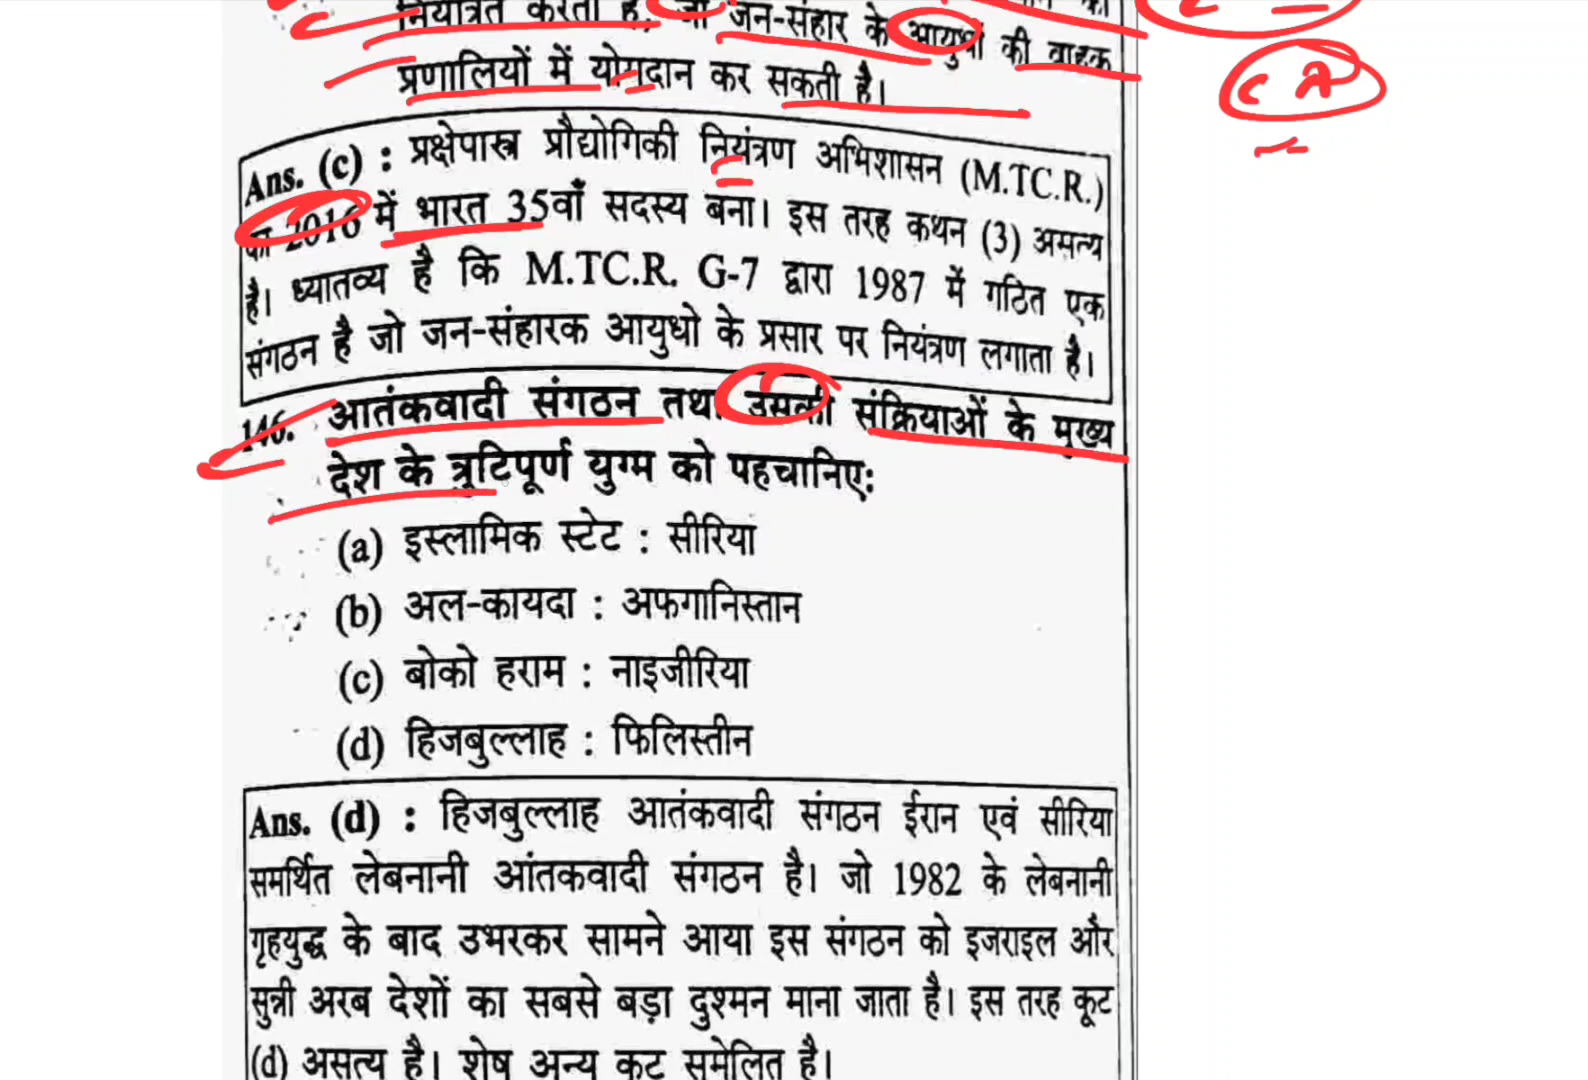 नियंत्रित करती है, जो जन-संहार के आयुधों की वाहक
प्रणालियों में योगदान कर सकती है।
Ans. (c) : प्रक्षेपास्त्र प्रौद्योगिकी नियंत्रण अभिशासन (M.TC.R.)
का 2016 में भारत 35वाँ सदस्य बना। इस तरह कथन (3) असत्य
है। ध्यातव्य है कि M.TC.R. G-7 द्वारा 1987 में गठित एक
संगठन है जो जन-संहारक आयुधो के प्रसार पर नियंत्रण लगाता है।
146. आतंकवादी संगठन तथा उसकी संक्रियाओं के मुख्य
देश के त्रूटिपूर्ण युग्म को पहचानिए:
(a) इस्लामिक स्टेट : सीरिया
(b) अल-कायदा : अफगानिस्तान
(c) बोको हराम : नाइजीरिया
(d) हिजबुल्लाह : फिलिस्तीन
Ans. (d) : हिजबुल्लाह आतंकवादी संगठन ईरान एवं सीरिया
समर्थित लेबनानी आंतकवादी संगठन है। जो 1982 के लेबनानी
गृहयुद्ध के बाद उभरकर सामने आया इस संगठन को इजराइल और
सुन्नी अरब देशों का सबसे बड़ा दुश्मन माना जाता है। इस तरह कूट
(d) असत्य है। शेष अन्य कूट सुमेलित है।